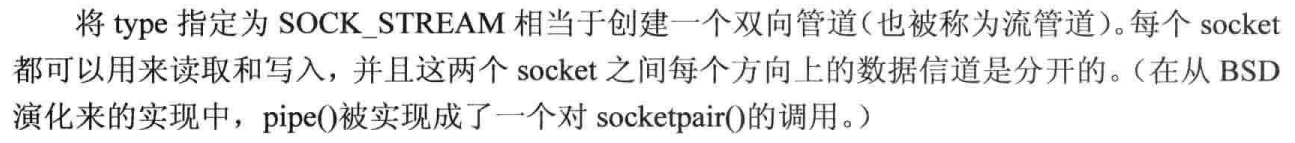 将 type 指定为 SOCK_STREAM 相当于创建一个双向管道（也被称为流管道）。每个 socket
都可以用来读取和写入，并且这两个 socket 之间每个方向上的数据信道是分开的。（在从 BSD
演化来的实现中，pipe()被实现成了一个对 socketpair()的调用。）